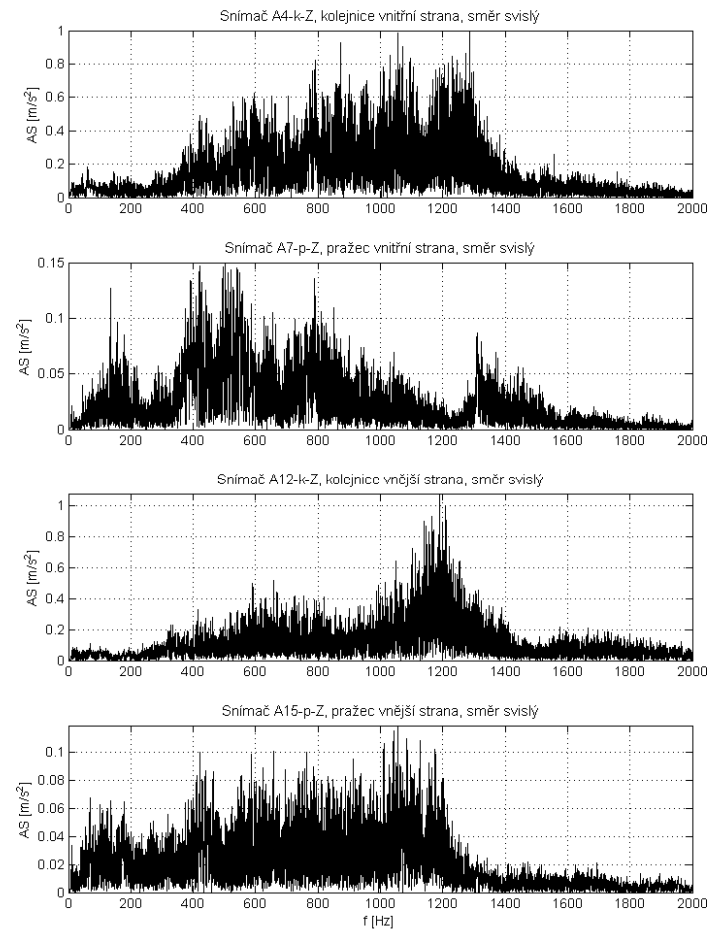 Snímač A4-k-Z, kolejnice vnitřní strana, směr svislý
AS [m/s²]
1
0.8
0.6
0.4
0.2
0
0 200 400 600 800 1000 1200 1400 1600 1800 2000
Snímač A7-p-Z, pražec vnitřní strana, směr svislý
AS [m/s²]
0.15
0.1
0.05
0
0 200 400 600 800 1000 1200 1400 1600 1800 2000
Snímač A12-k-Z, kolejnice vnější strana, směr svislý
AS [m/s²]
1
0.8
0.6
0.4
0.2
0
0 200 400 600 800 1000 1200 1400 1600 1800 2000
Snímač A15-p-Z, pražec vnější strana, směr svislý
AS [m/s²]
0.1
0.08
0.06
0.04
0.02
0
0 200 400 600 800 1000 1200 1400 1600 1800 2000
f [Hz]